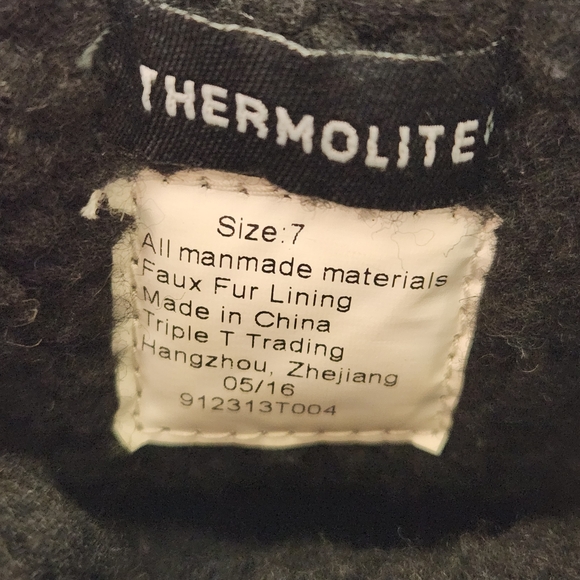 THERMOLITE
Size:7
All manmade materials
Faux Fur Lining
Made in China
Triple T Trading
Hangzhou, Zhejiang
05/16
912313T004